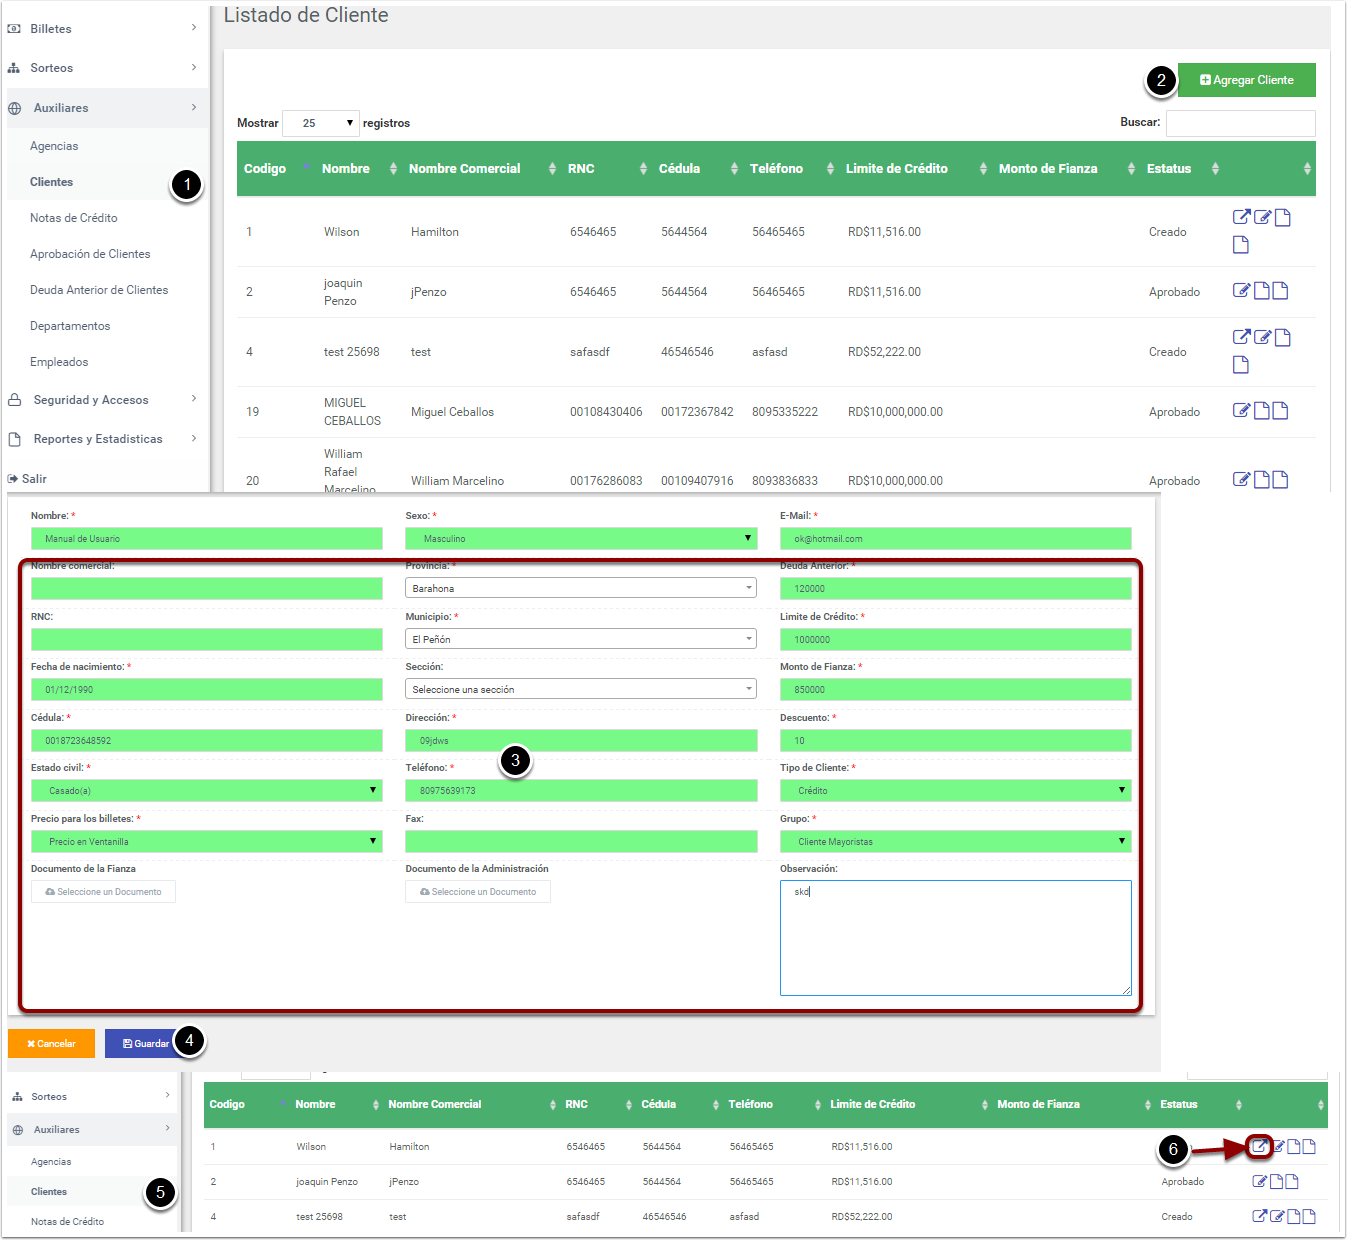 Listado de Cliente
Billetes
Sorteos
Auxiliares
Agencias
Clientes
1
Notas de Crédito
Aprobación de Clientes
Deuda Anterior de Clientes
Departamentos
Empleados
Seguridad y Accesos
Reportes y Estadisticas
Salir
2
Agregar Cliente
Mostrar 25 registros
Buscar:
Codigo Nombre Nombre Comercial RNC Cédula Teléfono Limite de Crédito Monto de Fianza Estatus
1 Wilson Hamilton 6546465 5644564 56465465 RD$11,516.00 Creado
2 joaquin Penzo jPenzo 6546465 5644564 56465465 RD$11,516.00 Aprobado
4 test 25698 test safasdf 46546546 asfasd RD$52,222.00 Creado
19 MIGUEL CEBALLOS Miguel Ceballos 00108430406 00172367842 8095335222 RD$10,000,000.00 Aprobado
20 William Rafael Marcelino William Marcelino 00176286083 00109407916 8093836833 RD$10,000,000.00 Aprobado
Nombre: * Sexo: * E-Mail: *
Manual de Usuario Masculino ok@hotmail.com
Nombre comercial: Provincia: * Deuda Anterior: *
Barahona 120000
RNC: Municipio: * Limite de Crédito: *
El Peñón 1000000
Fecha de nacimiento: * Sección: Monto de Fianza: *
01/12/1990 Seleccione una sección 850000
Cédula: * Dirección: * Descuento: *
0018723648592 09jdws 10
3
Estado civil: * Teléfono: * Tipo de Cliente: *
Casado(a) 80975639173 Crédito
Precio para los billetes: * Fax: Grupo: *
Precio en Ventanilla Cliente Mayoristas
Documento de la Fianza Documento de la Administración Observación:
Seleccione un Documento Seleccione un Documento skd
Cancelar Guardar 4
Sorteos
Auxiliares
Agencias
Clientes
5
Notas de Crédito
Codigo Nombre Nombre Comercial RNC Cédula Teléfono Limite de Crédito Monto de Fianza Estatus
1 Wilson Hamilton 6546465 5644564 56465465 RD$11,516.00 6
2 joaquin Penzo jPenzo 6546465 5644564 56465465 RD$11,516.00 Aprobado
4 test 25698 test safasdf 46546546 asfasd RD$52,222.00 Creado